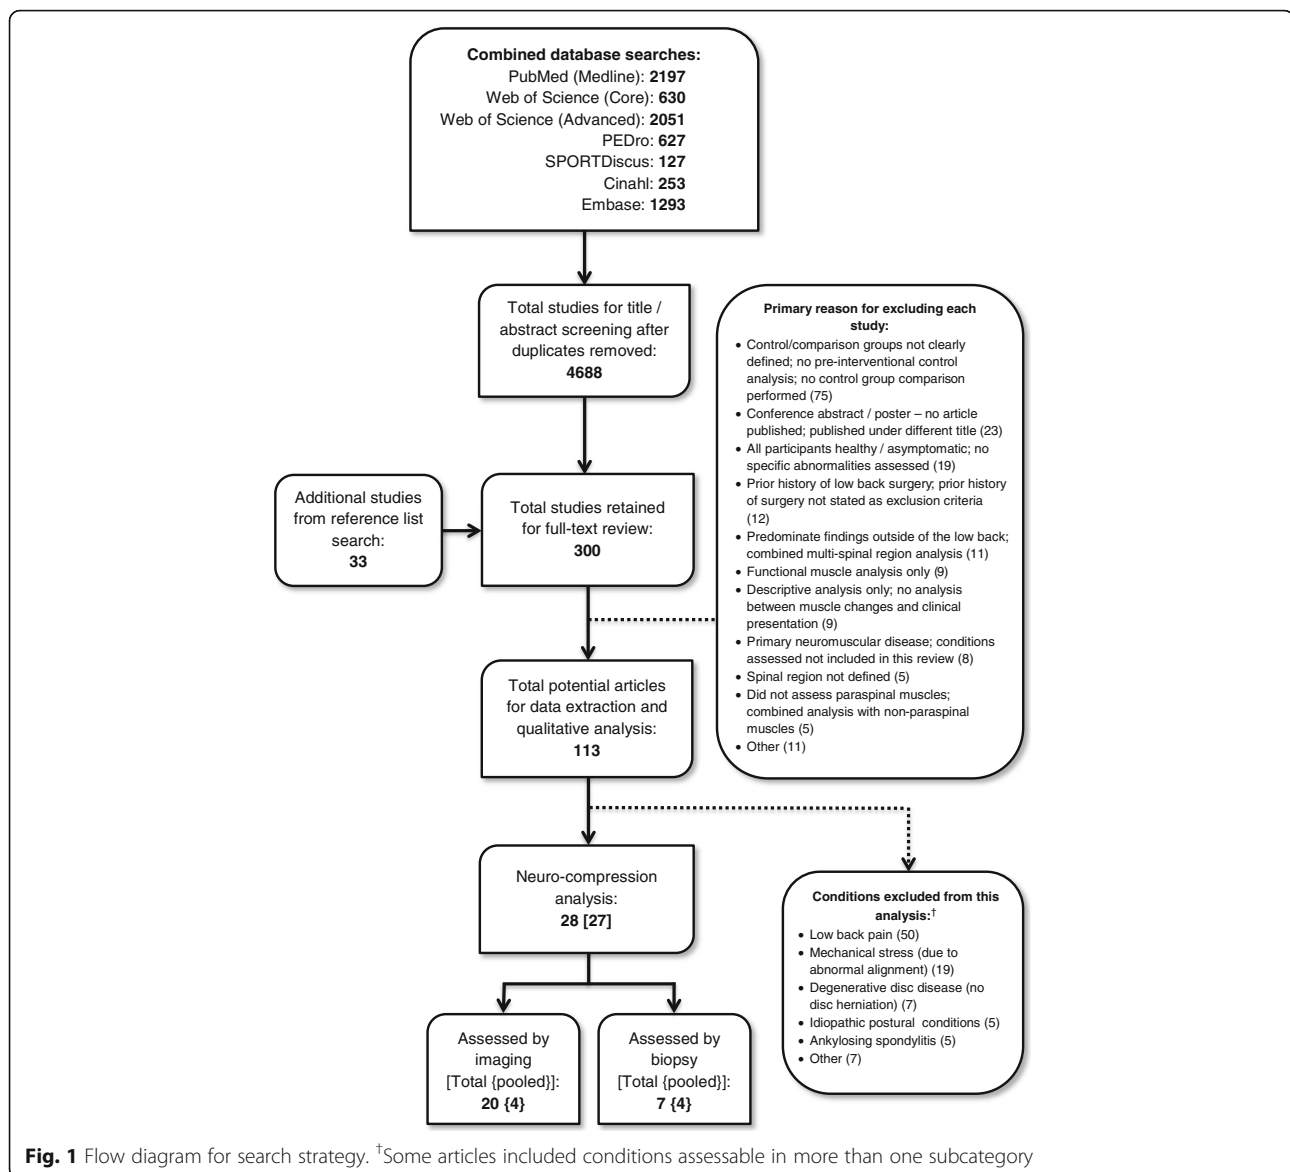 Combined database searches:
PubMed (Medline): 2197
Web of Science (Core): 630
Web of Science (Advanced): 2051
PEDro: 627
SPORTDiscus: 127
Cinahl: 253
Embase: 1293
Total studies for title /
abstract screening after
duplicates removed:
4688
Additional studies
from reference list
search:
33
Total studies retained
for full-text review:
300
Primary reason for excluding each
study:
• Control/comparison groups not clearly
defined; no pre-interventional control
analysis; no control group comparison
performed (75)
• Conference abstract / poster – no article
published; published under different title (23)
• All participants healthy / asymptomatic; no
specific abnormalities assessed (19)
• Prior history of low back surgery; prior history
of surgery not stated as exclusion criteria
(12)
• Predominate findings outside of the low back;
combined multi-spinal region analysis (11)
• Functional muscle analysis only (9)
• Descriptive analysis only; no analysis
between muscle changes and clinical
presentation (9)
• Primary neuromuscular disease; conditions
assessed not included in this review (8)
• Spinal region not defined (5)
• Did not assess paraspinal muscles;
combined analysis with non-paraspinal
muscles (5)
• Other (11)
Total potential articles
for data extraction and
qualitative analysis:
113
Neuro-compression
analysis:
28 [27]
Conditions excluded from this
analysis:†
• Low back pain (50)
• Mechanical stress (due to
abnormal alignment) (19)
• Degenerative disc disease (no
disc herniation) (7)
• Idiopathic postural conditions (5)
• Ankylosing spondylitis (5)
• Other (7)
Assessed by
imaging
[Total {pooled}]:
20 {4}
Assessed by
biopsy
[Total {pooled}]:
7 {4}
Fig. 1 Flow diagram for search strategy. †Some articles included conditions assessable in more than one subcategory